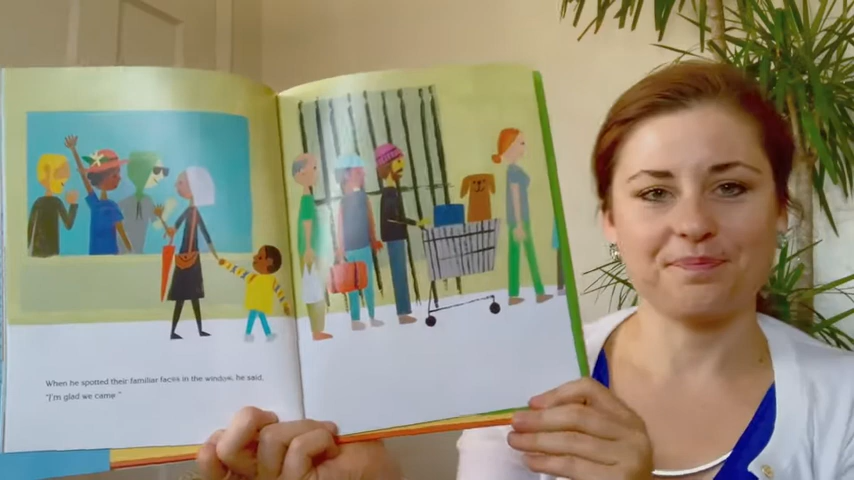 When he spotted their familiar faces in the window, he said,
"I'm glad we came."